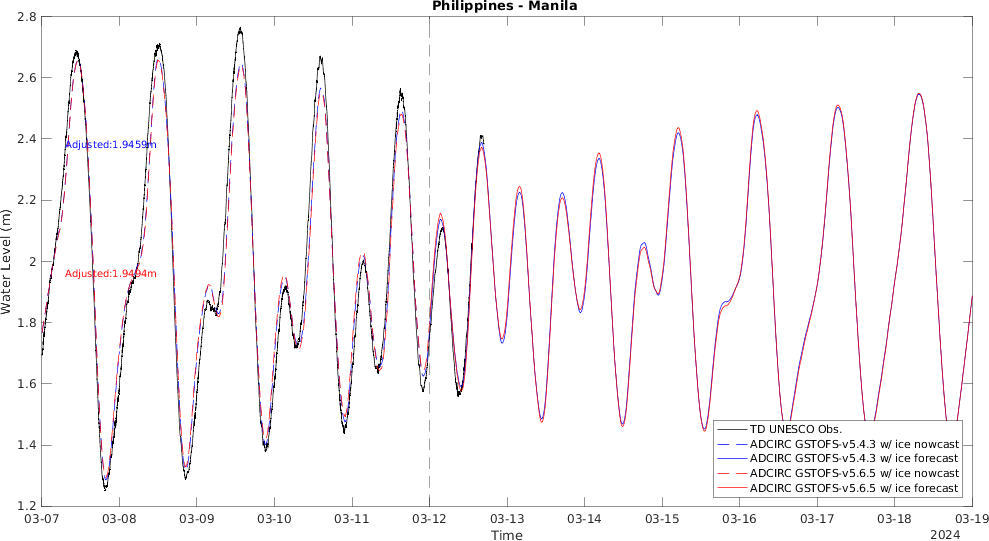 Philippines - Manila
2.8
2.6
2.4
2.2
2
1.8
1.6
1.4
1.2
Water Level (m)
Adjusted:1.9459m
Adjusted:1.9494m
TD UNESCO Obs.
ADCIRC GSTOFS-v5.4.3 w/ ice nowcast
ADCIRC GSTOFS-v5.4.3 w/ ice forecast
ADCIRC GSTOFS-v5.6.5 w/ ice nowcast
ADCIRC GSTOFS-v5.6.5 w/ ice forecast
03-07 03-08 03-09 03-10 03-11 03-12 03-13 03-14 03-15 03-16 03-17 03-18 03-19
Time
2024